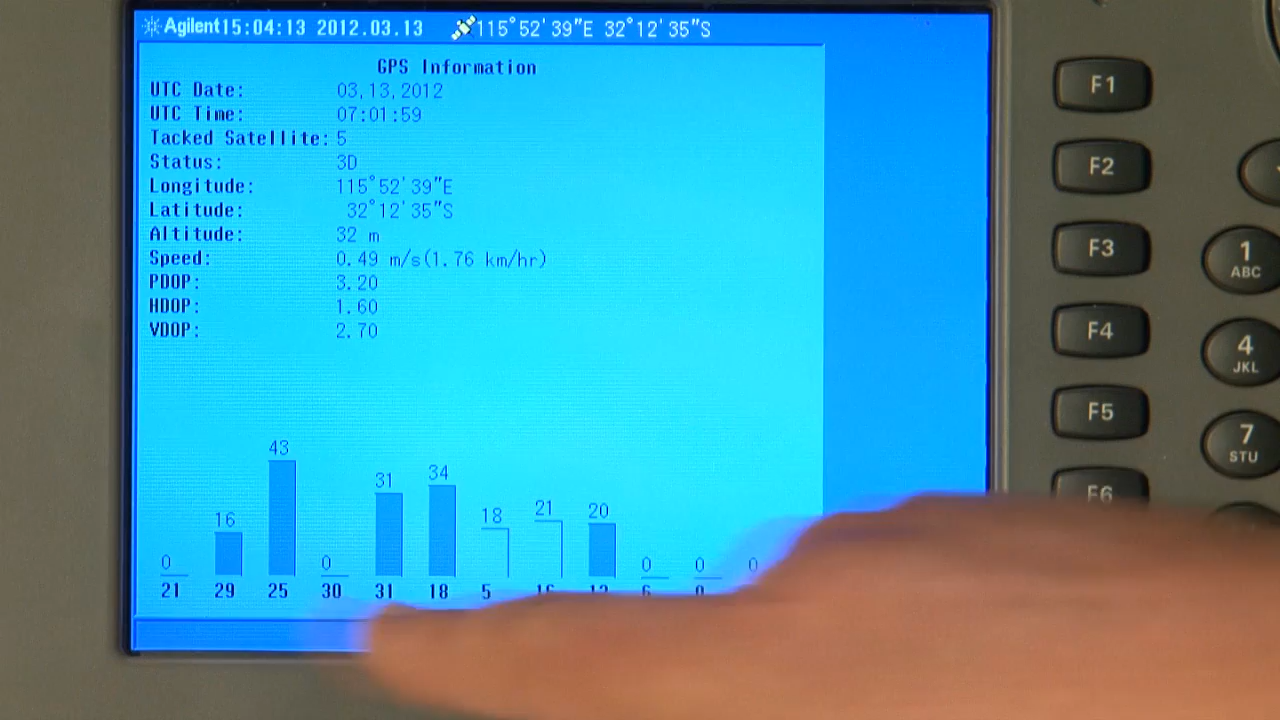 Agilent 15:04:13 2012.03.13 115°52'39"E 32°12'35"S
GPS Information
UTC Date: 03,13,2012
UTC Time: 07:01:59
Tacked Satellite: 5
Status: 3D
Longitude: 115°52'39"E
Latitude: 32°12'35"S
Altitude: 32 m
Speed: 0.49 m/s(1.76 km/hr)
PDOP: 3.20
HDOP: 1.60
VDOP: 2.70
0 16 43 0 31 34 18 21 20 0 0 0
21 29 25 30 31 18 5
F1
F2
F3
F4
F5
F6
1
ABC
4
JKL
7
STU